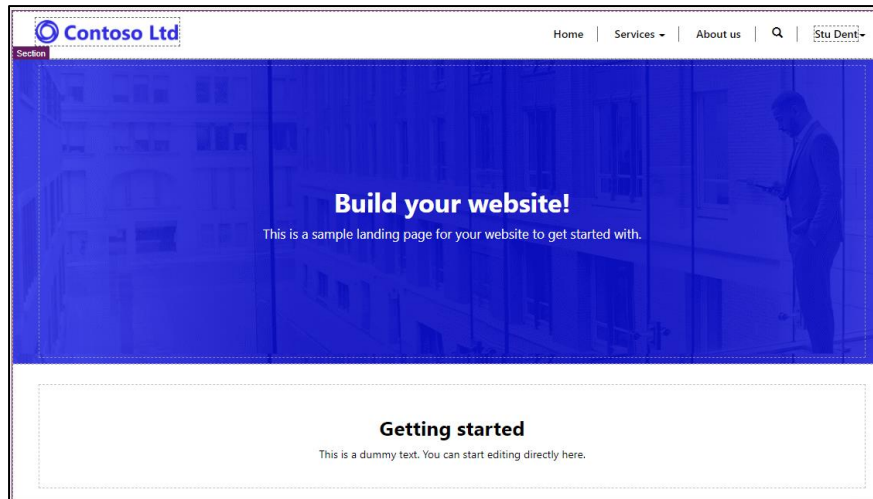 Contoso Ltd
Home
Services
About us
Stu Dent
Section
Build your website!
This is a sample landing page for your website to get started with.
Getting started
This is a dummy text. You can start editing directly here.